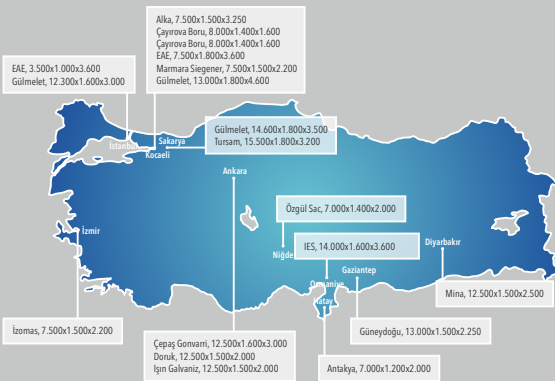 Alka, 7.500x1.500x3.250
Çayırova Boru, 8.000x1.400x1.600
Çayırova Boru, 8.000x1.400x1.600
EAE, 7.500x1.800x3.600
Marmara Siegener, 7.500x1.500x2.200
Gülmelet, 13.000x1.800x4.600
EAE, 3.500x1.000x3.600
Gülmelet, 12.300x1.600x3.000
İstanbul
Sakarya
Kocaeli
Gülmelet, 14.600x1.800x3.500
Tursam, 15.500x1.800x3.200
Ankara
Özgül Sac, 7.000x1.400x2.000
İzmir
Niğde
IES, 14.000x1.600x3.600
Diyarbakır
Gaziantep
Osmaniye
Hatay
Mina, 12.500x1.500x2.500
İzomas, 7.500x1.500x2.200
Çepaş Gonvarri, 12.500x1.600x3.000
Doruk, 12.500x1.500x2.000
Işın Galvaniz, 12.500x1.500x2.000
Güneydoğu, 13.000x1.500x2.250
Antakya, 7.000x1.200x2.000